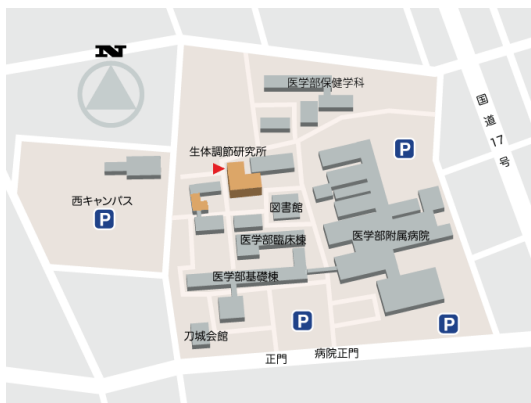 N
医学部保健学科
国道17号
P
生体調節研究所
西キャンパス
P
図書館
医学部臨床棟
医学部附属病院
医学部基礎棟
刀城会館
P
P
正門
病院正門